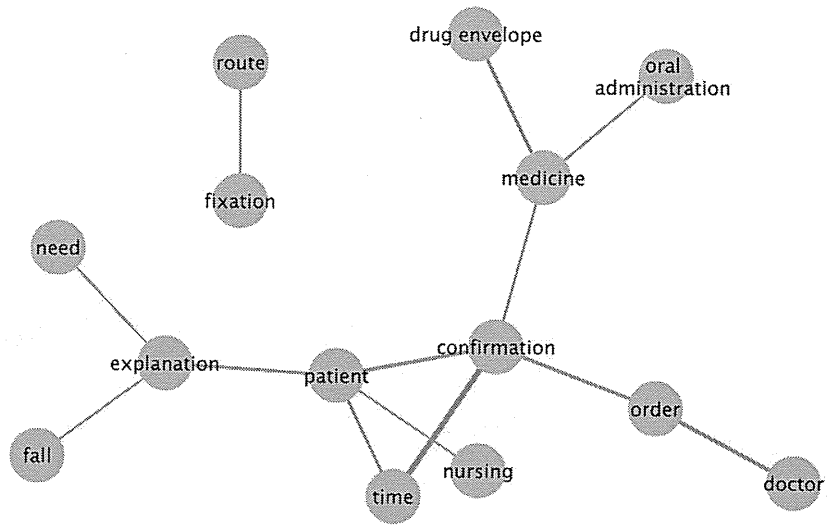 drug envelope
route
oral
administration
medicine
fixation
need
confirmation
explanation
patient
order
fall
nursing
doctor
time